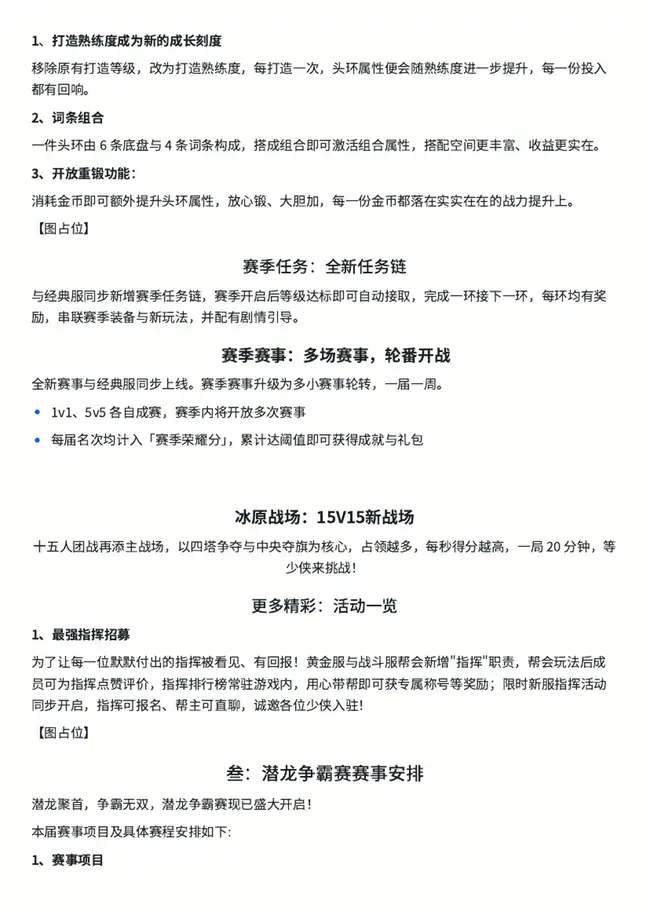 1、打造熟练度成为新的成长刻度
移除原有打造等级，改为打造熟练度，每打造一次，头环属性便会随熟练度进一步提升，每一份投入
都有回响。
2、词条组合
一件头环由 6 条底盘与 4 条词条构成，搭成组合即可激活组合属性，搭配空间更丰富、收益更实在。
3、开放重锻功能：
消耗金币即可额外提升头环属性，放心锻、大胆加，每一份金币都落在实实在在的战力提升上。
【图占位】
赛季任务：全新任务链
与经典服同步新增赛季任务链，赛季开启后等级达标即可自动接取，完成一环接下一环，每环均有奖
励，串联赛季装备与新玩法，并配有剧情引导。
赛季赛事：多场赛事，轮番开战
全新赛事与经典服同步上线。赛季赛事升级为多小赛事轮转，一届一周。
• 1v1、5v5 各自成赛，赛季内将开放多次赛事
• 每届名次均计入「赛季荣耀分」，累计达阈值即可获得成就与礼包
冰原战场：15V15新战场
十五人团战再添主战场，以四塔争夺与中央夺旗为核心，占领越多，每秒得分越高，一局 20 分钟，等
少侠来挑战！
更多精彩：活动一览
1、最强指挥招募
为了让每一位默默付出的指挥被看见、有回报！黄金服与战斗服帮会新增"指挥"职责，帮会玩法后成
员可为指挥点赞评价，指挥排行榜常驻游戏内，用心带帮即可获专属称号等奖励；限时新服指挥活动
同步开启，指挥可报名、帮主可直聊，诚邀各位少侠入驻！
【图占位】
叁：潜龙争霸赛赛事安排
潜龙聚首，争霸无双，潜龙争霸赛现已盛大开启！
本届赛事项目及具体赛程安排如下:
1、赛事项目